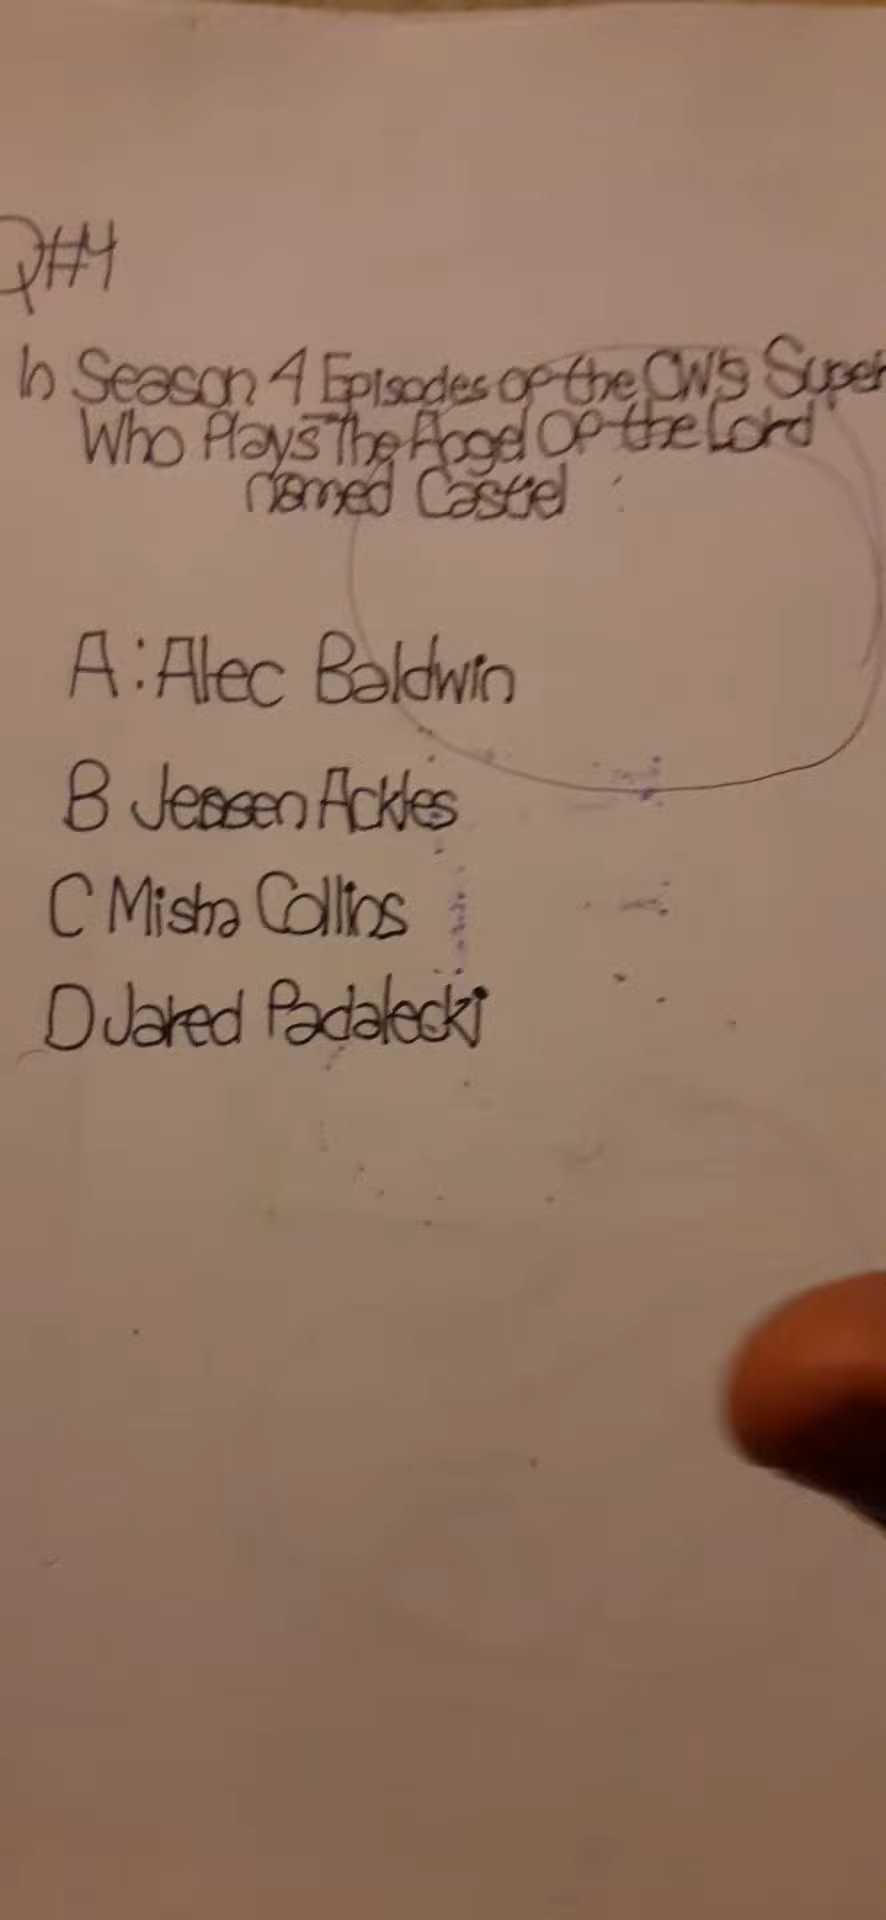 Q#4
In Season 4 Episodes of the CW's Super
Who Plays The Angel Of the Lord
named Castiel :
A: Alec Baldwin
B Jensen Ackles
C Misha Collins
D Jared Padalecki